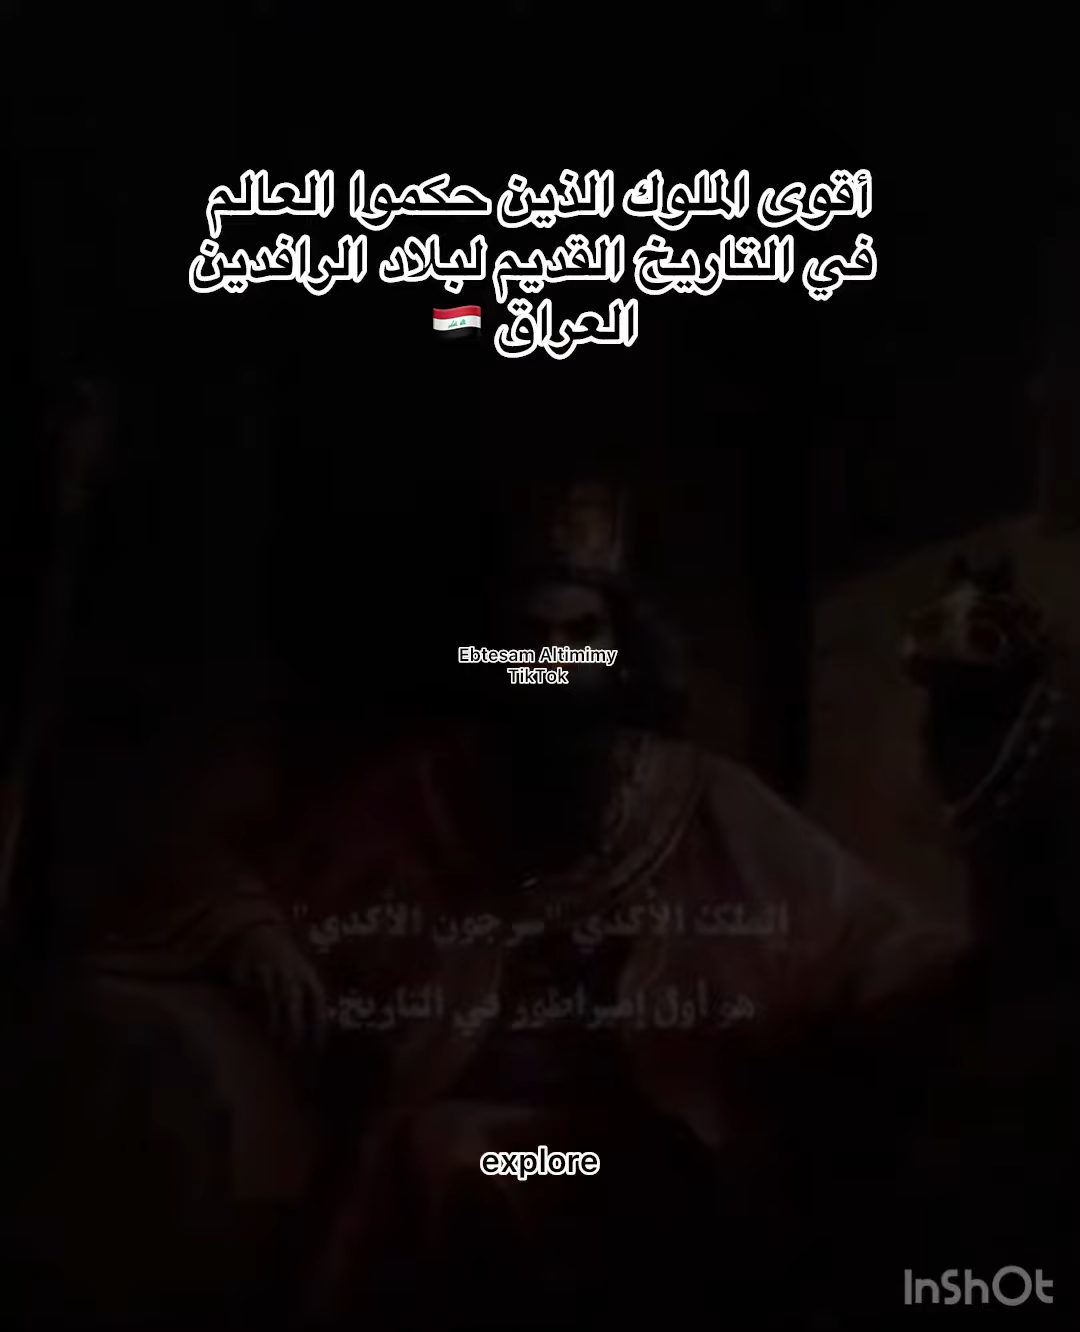 أقوى الملوك الذين حكموا العالم
في التاريخ القديم لبلاد الرافدين
العراق 🇮🇶
Ebtesam Altimimy
TikTok
الملك الأكدي "سرجون الأكدي"
هو أول إمبراطور في التاريخ.
explore
InShOt